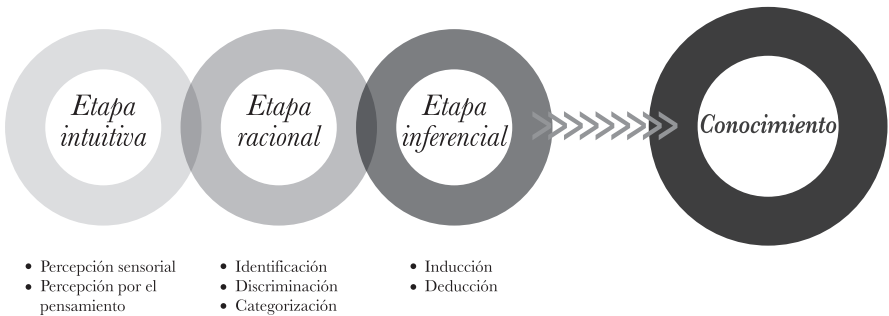 Etapa
intuitiva
Etapa
racional
Etapa
inferencial
Conocimiento
• Percepción sensorial
• Percepción por el
pensamiento
• Identificación
• Discriminación
• Categorización
• Inducción
• Deducción